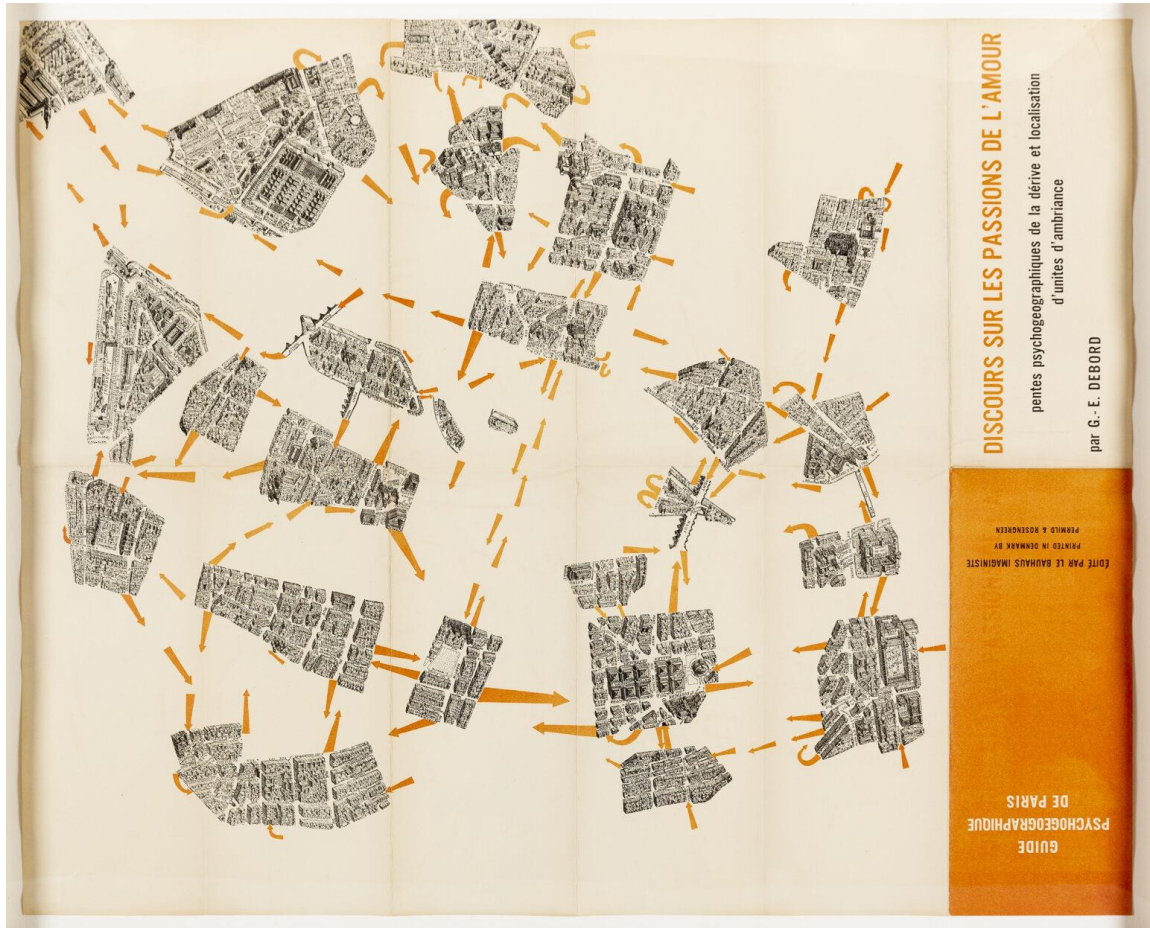 DISCOURS SUR LES PASSIONS DE L'AMOUR
pentes psychogeographiques de la dérive et localisation
d'unites d'ambriance
par G.-E. DEBORD
GUIDE
PSYCHOGEOGRAPHIQUE
DE PARIS
ÉDITÉ PAR LE BAUHAUS IMAGINISTE
PRINTED IN DENMARK BY
PERMILD & ROSENGREEN